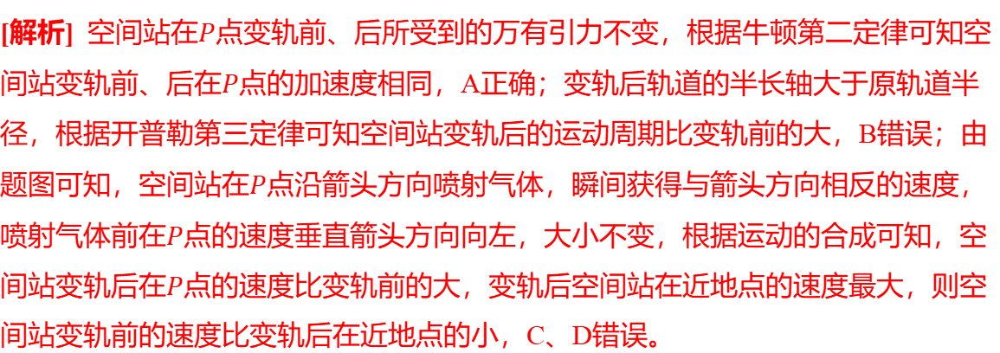 [解析] 空间站在P点变轨前、后所受到的万有引力不变，根据牛顿第二定律可知空
间站变轨前、后在P点的加速度相同，A正确；变轨后轨道的半长轴大于原轨道半
径，根据开普勒第三定律可知空间站变轨后的运动周期比变轨前的大，B错误；由
题图可知，空间站在P点沿箭头方向喷射气体，瞬间获得与箭头方向相反的速度，
喷射气体前在P点的速度垂直箭头方向向左，大小不变，根据运动的合成可知，空
间站变轨后在P点的速度比变轨前的大，变轨后空间站在近地点的速度最大，则空
间站变轨前的速度比变轨后在近地点的小，C、D错误。